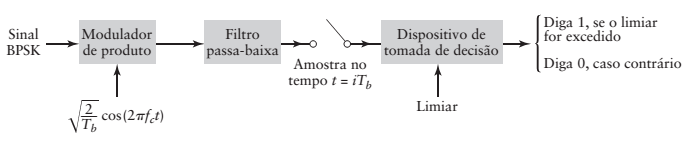 Sinal
BPSK
Modulador
de produto
Filtro
passa-baixa
Amostra no
tempo t = iT_b
Dispositivo de
tomada de decisão
Diga 1, se o limiar
for excedido
Diga 0, caso contrário
√(2/T_b) cos(2πf_ct)
Limiar